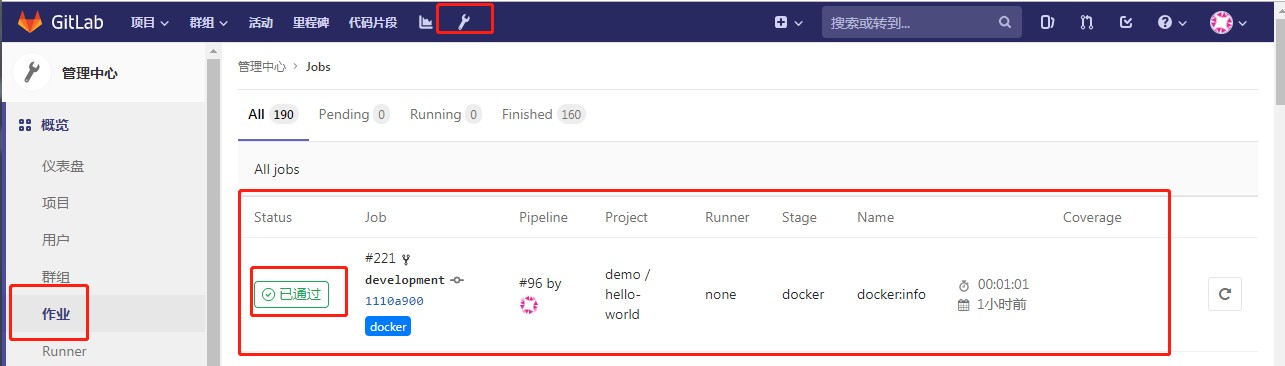 GitLab 项目 群组 活动 里程碑 代码片段 搜索或转到...
管理中心
概览
仪表盘
项目
用户
群组
作业
Runner
管理中心 > Jobs
All 190 Pending 0 Running 0 Finished 160
All jobs
Status Job Pipeline Project Runner Stage Name Coverage
已通过
#221
development
1110a900
docker
#96 by
demo /
hello-
world
none
docker
docker:info
00:01:01
1小时前